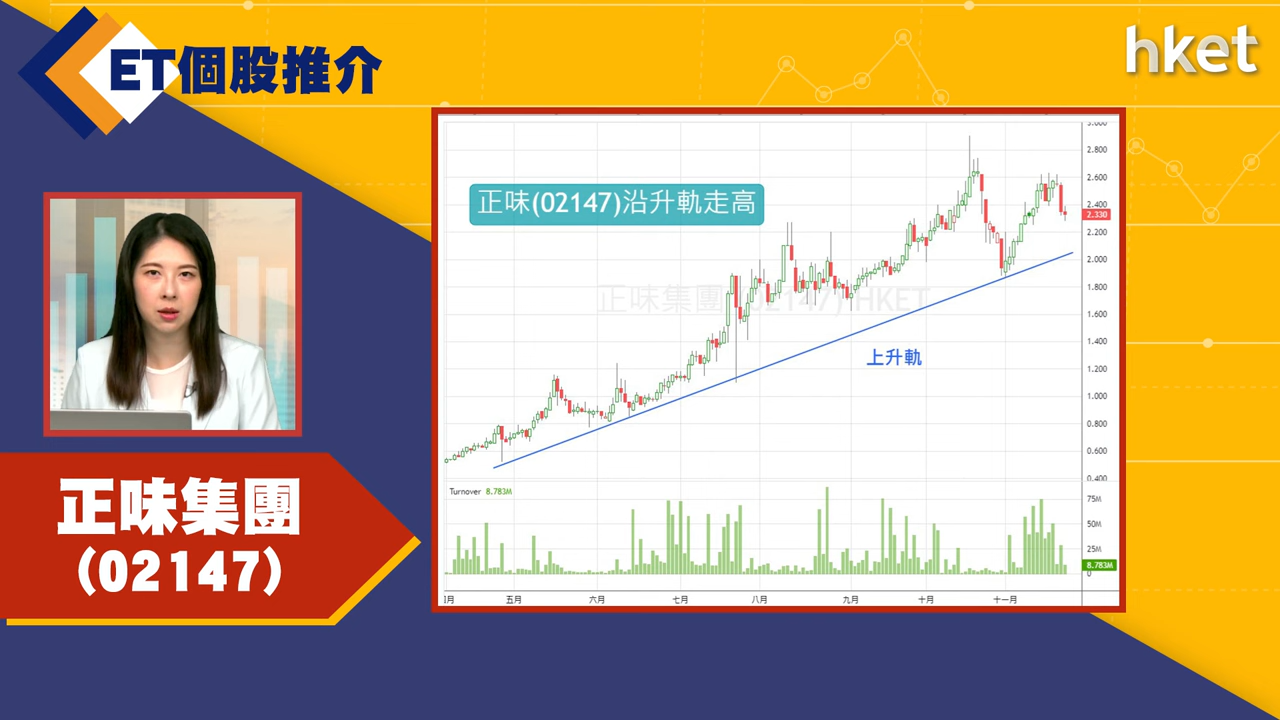 ET個股推介
hket
正味(02147)沿升軌走高
正味集團(02147) HKET
上升軌
3.000
2.800
2.600
2.400
2.330
2.200
2.000
1.800
1.600
1.400
1.200
1.000
0.800
0.600
0.400
Turnover 8.783M
75M
50M
25M
8.783M
0
五月
六月
七月
八月
九月
十月
十一月
正味集團
(02147)